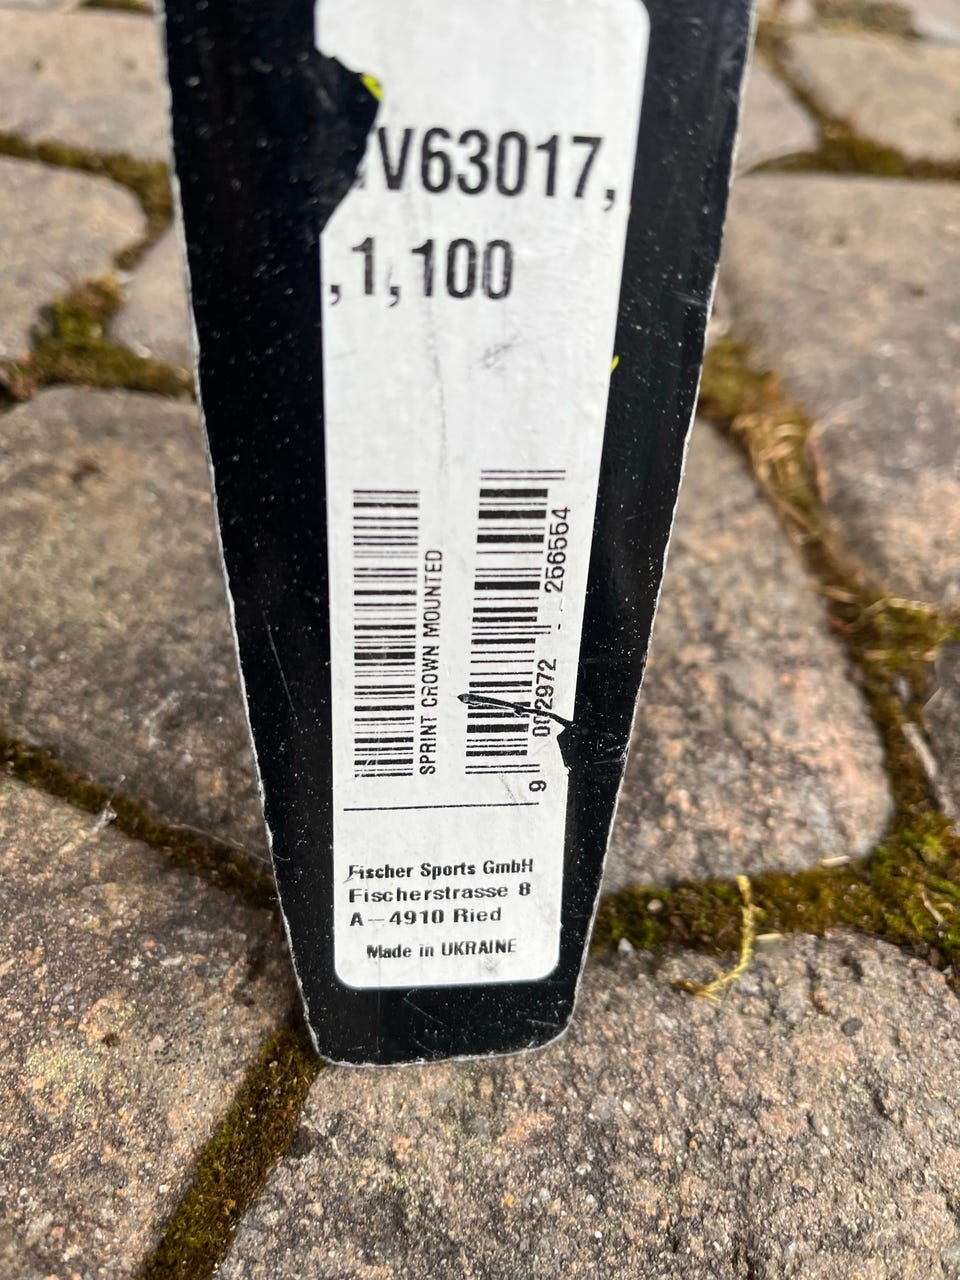 V63017,
,1,100
SPRINT CROWN MOUNTED
9 002972 256554
Fischer Sports GmbH
Fischerstrasse 8
A-4910 Ried
Made in UKRAINE